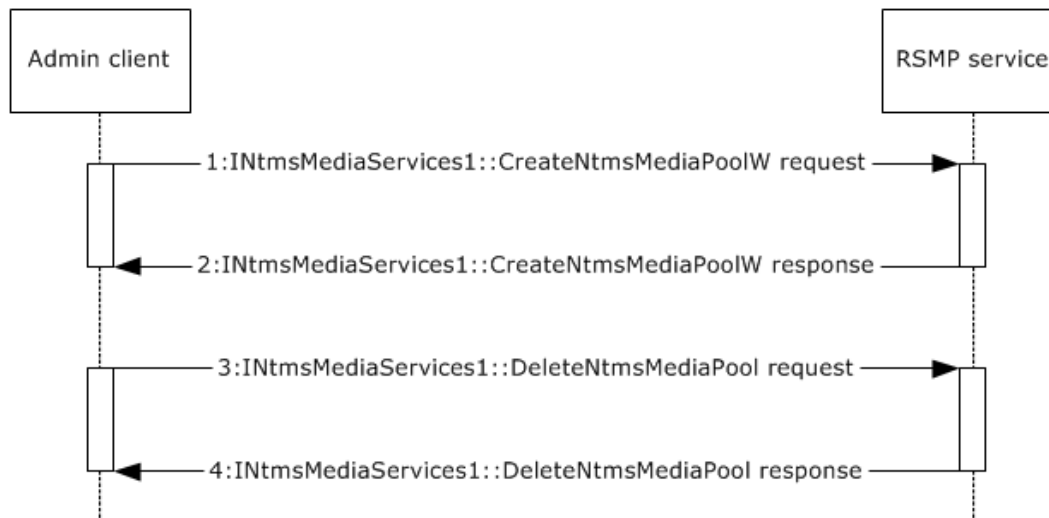 Admin client
RSMP service
1:INtmsMediaServices1::CreateNtmsMediaPoolW request
2:INtmsMediaServices1::CreateNtmsMediaPoolW response
3:INtmsMediaServices1::DeleteNtmsMediaPool request
4:INtmsMediaServices1::DeleteNtmsMediaPool response